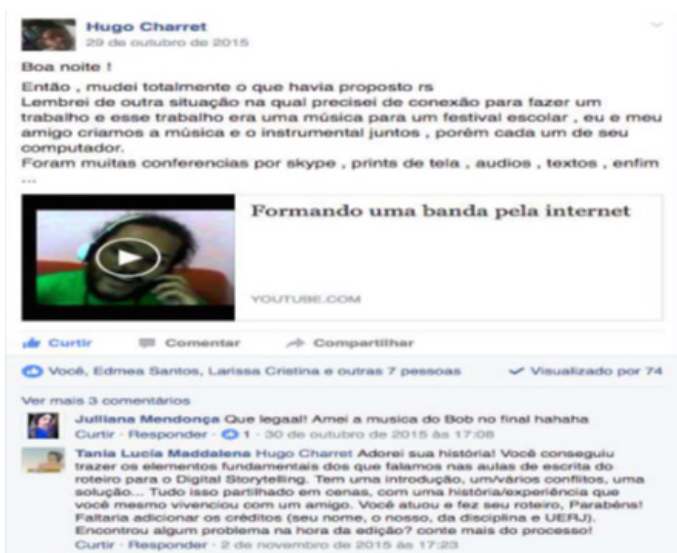 Hugo Charret
29 de outubro de 2015
Boa noite !
Então , mudei totalmente o que havia proposto rs
Lembrei de outra situação na qual precisei de conexão para fazer um
trabalho e esse trabalho era uma música para um festival escolar , eu e meu
amigo criamos a música e o instrumental juntos , porém cada um de seu
computador.
Foram muitas conferencias por skype , prints de tela , audios , textos , enfim
...
Formando uma banda pela internet
YOUTUBE.COM
Curtir Comentar Compartilhar
Você, Edmea Santos, Larissa Cristina e outras 7 pessoas Visualizado por 74
Ver mais 3 comentários
Julliana Mendonça Que legaal! Amei a musica do Bob no final hahaha
Curtir · Responder · 1 · 30 de outubro de 2015 às 17:08
Tania Lucía Maddalena Hugo Charret Adorei sua história! Você conseguiu
trazer os elementos fundamentais dos que falamos nas aulas de escrita do
roteiro para o Digital Storytelling. Tem uma introdução, um/vários conflitos, uma
solução... Tudo isso partilhado em cenas, com uma história/experiência que
você mesmo vivenciou com um amigo. Você atuou e fez seu roteiro, Parabéns!
Faltaria adicionar os créditos (seu nome, o nosso, da disciplina e UERJ).
Encontrou algum problema na hora da edição? conte mais do processo!
Curtir · Responder · 2 de novembro de 2015 às 17:23